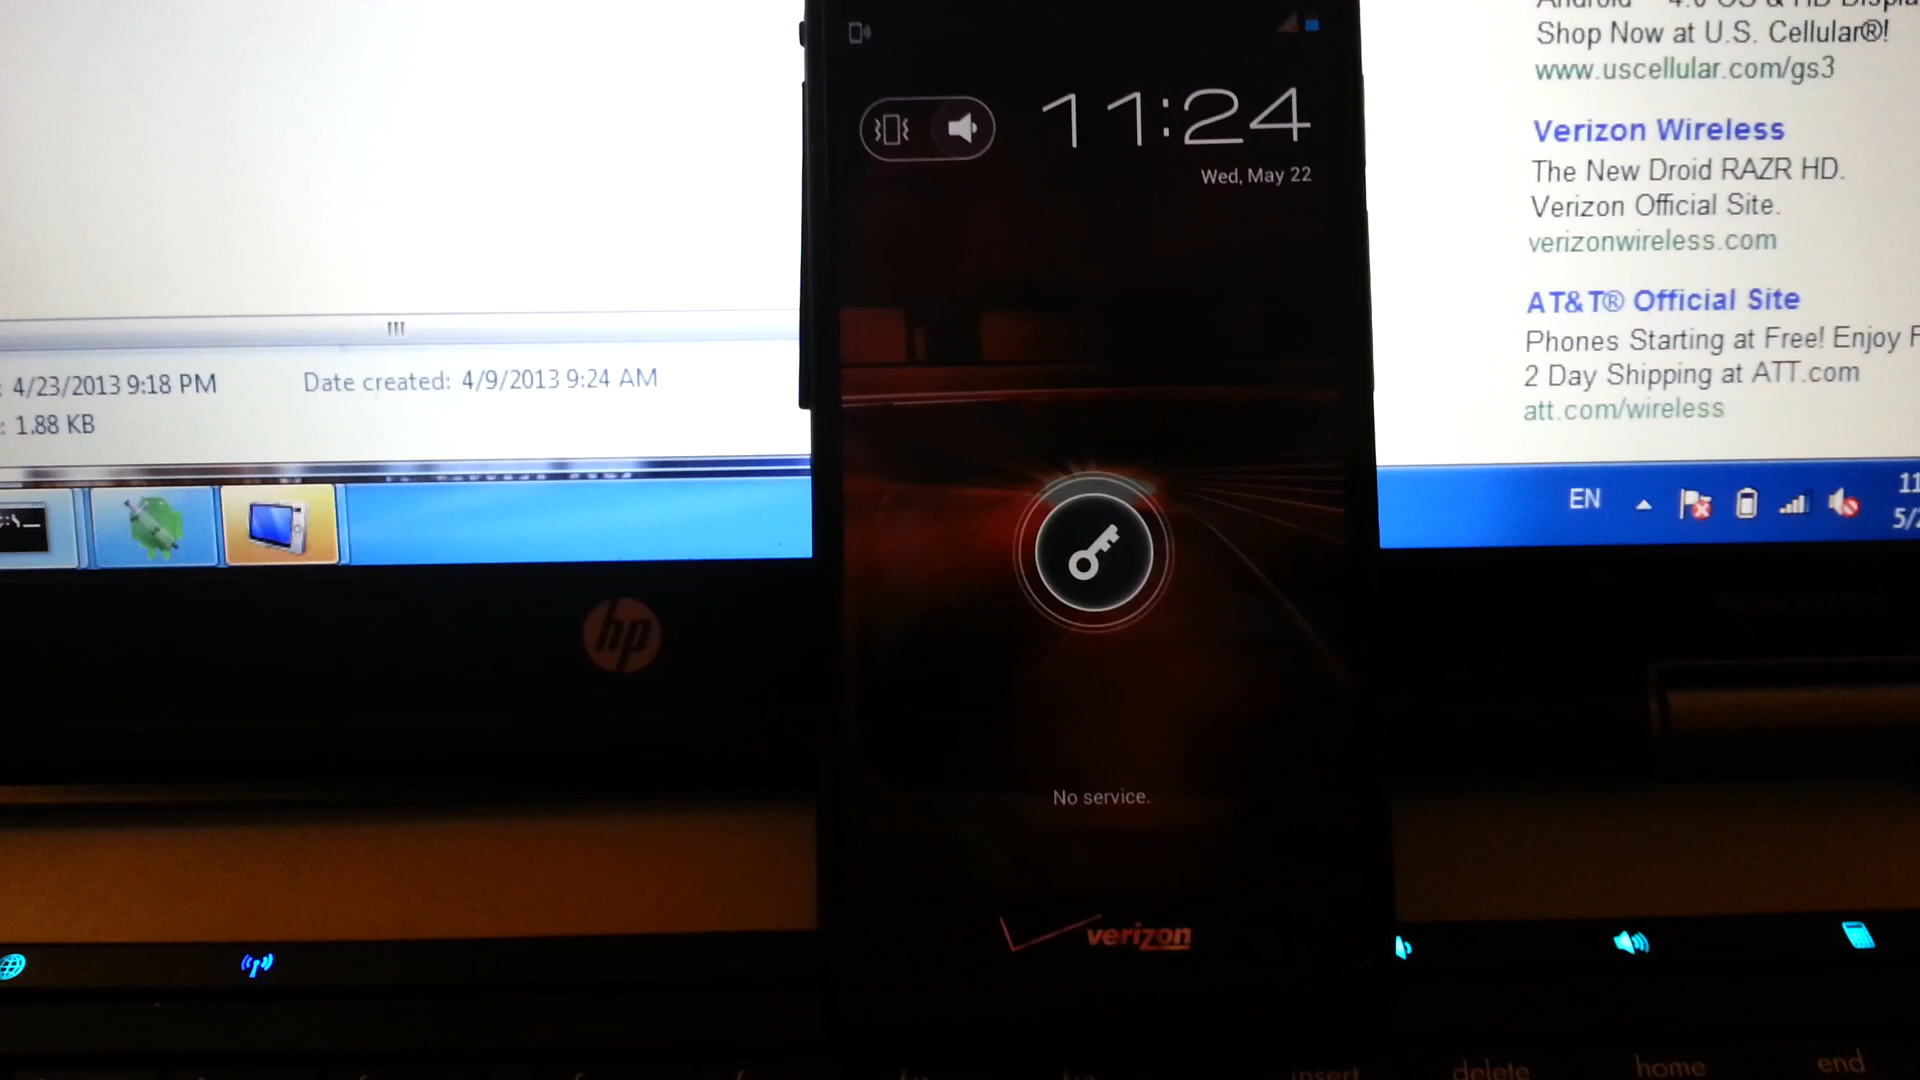 4/23/2013 9:18 PM
Date created: 4/9/2013 9:24 AM
: 1.88 KB
hp
11:24
Wed, May 22
No service.
verizon
Shop Now at U.S. Cellular®!
www.uscellular.com/gs3
Verizon Wireless
The New Droid RAZR HD.
Verizon Official Site.
verizonwireless.com
AT&T® Official Site
Phones Starting at Free! Enjoy
2 Day Shipping at ATT.com
att.com/wireless
EN
11
5/
insert
delete
home
end